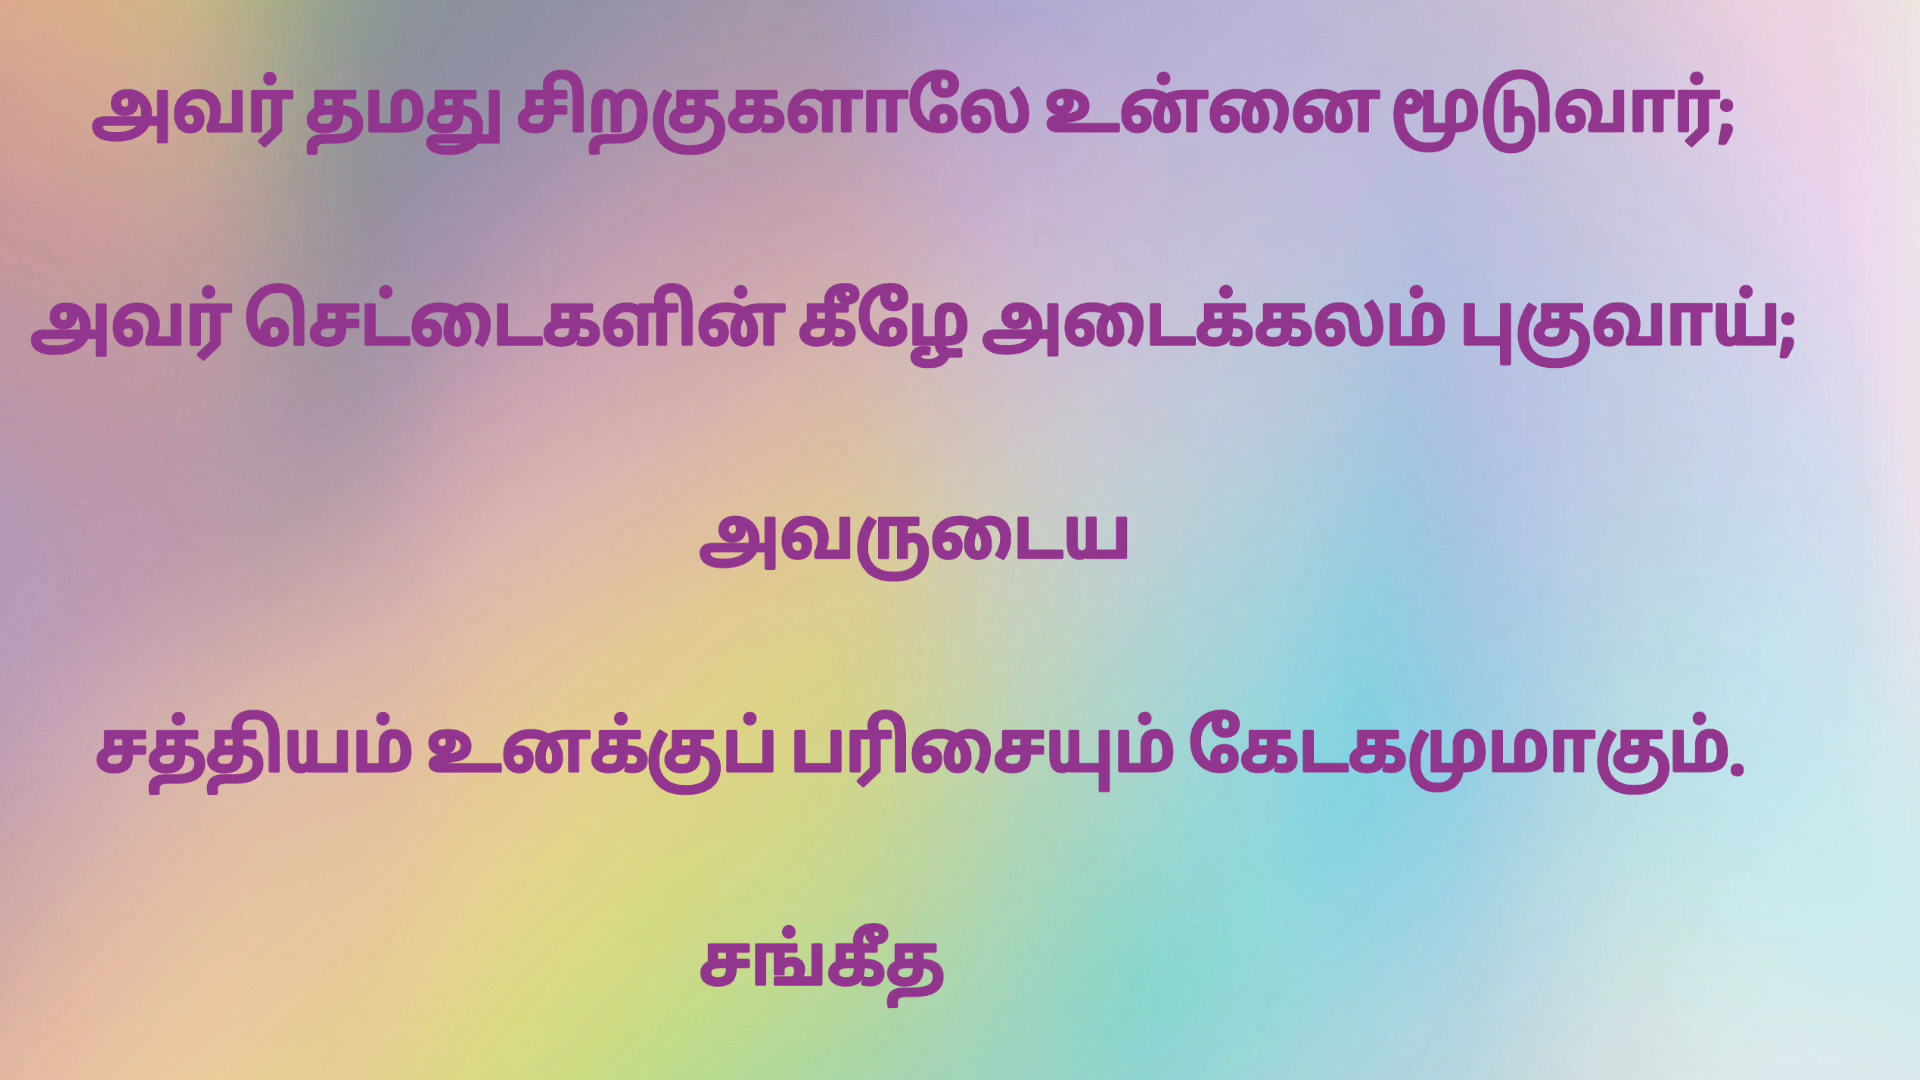 அவர் தமது சிறகுகளாலே உன்னை மூடுவார்;
அவர் செட்டைகளின் கீழே அடைக்கலம் புகுவாய்;
அவருடைய
சத்தியம் உனக்குப் பரிசையும் கேடகமுமாகும்.
சங்கீத